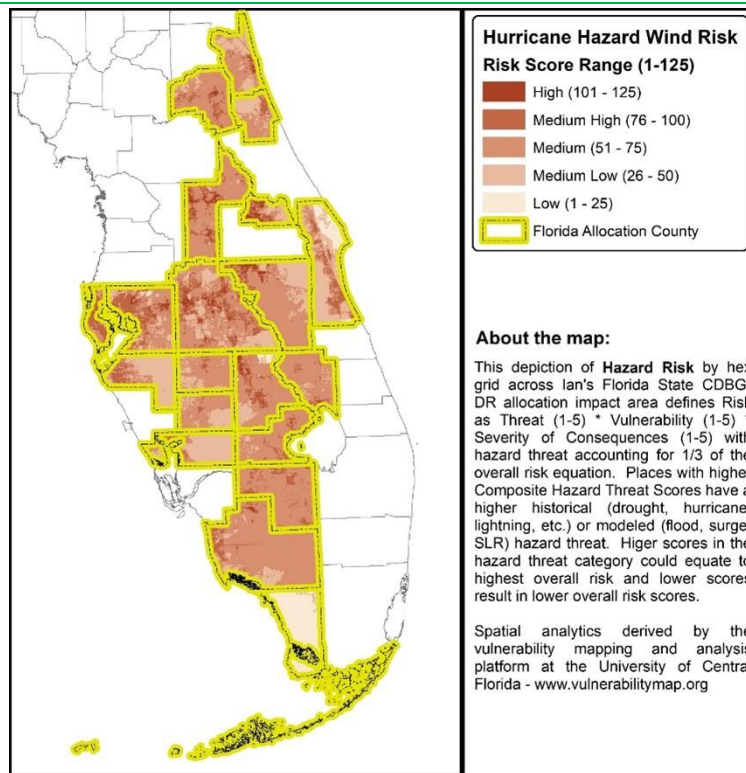 Hurricane Hazard Wind Risk
Risk Score Range (1-125)
High (101 - 125)
Medium High (76 - 100)
Medium (51 - 75)
Medium Low (26 - 50)
Low (1 - 25)
Florida Allocation County
About the map:
This depiction of Hazard Risk by hex
grid across Ian's Florida State CDBG
DR allocation impact area defines Risk
as Threat (1-5) * Vulnerability (1-5) *
Severity of Consequences (1-5) with
hazard threat accounting for 1/3 of the
overall risk equation. Places with highe
Composite Hazard Threat Scores have a
higher historical (drought, hurricane
lightning, etc.) or modeled (flood, surge
SLR) hazard threat. Higer scores in the
hazard threat category could equate to
highest overall risk and lower scores
result in lower overall risk scores.
Spatial analytics derived by the
vulnerability mapping and analysis
platform at the University of Centra
Florida - www.vulnerabilitymap.org